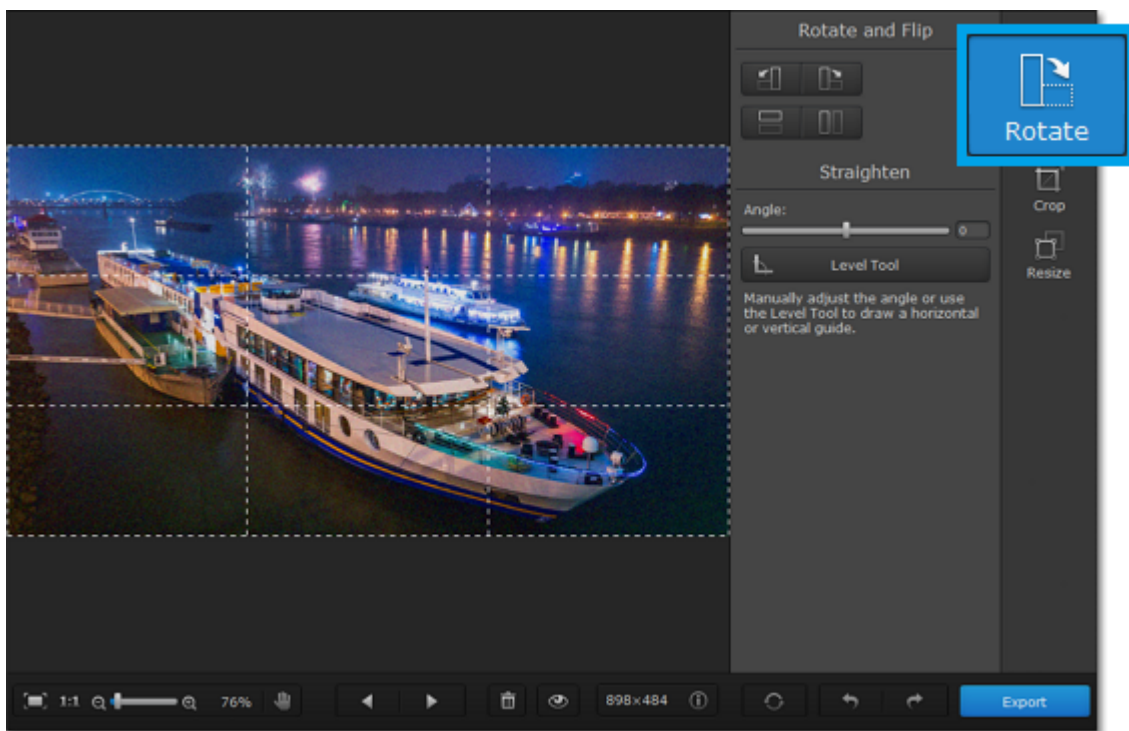 Rotate and Flip
Rotate
Straighten
Crop
Angle:
0
Level Tool
Resize
Manually adjust the angle or use
the Level Tool to draw a horizontal
or vertical guide.
1:1
76%
898×484
Export